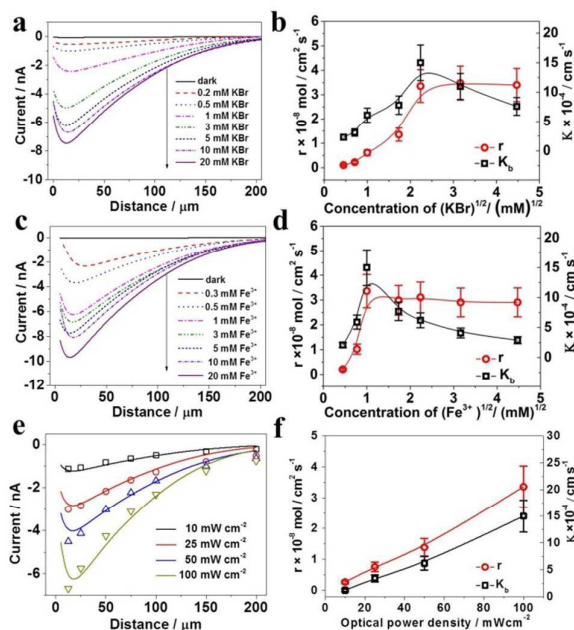 a
0
-2
-4
-6
-8
Current / nA
dark
0.2 mM KBr
0.5 mM KBr
1 mM KBr
3 mM KBr
5 mM KBr
10 mM KBr
20 mM KBr
0 50 100 150 200
Distance / μm
b
6
5
4
3
2
1
0
r × 10⁻⁸ mol / cm² s⁻¹
20
15
10
5
0
K × 10⁻⁴ / cm s⁻¹
r
K_b
0 1 2 3 4 5
Concentration of (KBr)^1/2 / (mM)^1/2
c
0
-2
-4
-6
-8
-10
-12
Current / nA
dark
0.3 mM Fe³⁺
0.5 mM Fe³⁺
1 mM Fe³⁺
3 mM Fe³⁺
5 mM Fe³⁺
10 mM Fe³⁺
20 mM Fe³⁺
0 50 100 150 200
Distance / μm
d
6
5
4
3
2
1
0
r × 10⁻⁸ mol / cm² s⁻¹
20
15
10
5
0
K × 10⁻⁴ / cm s⁻¹
r
K_b
0 1 2 3 4 5
Concentration of (Fe³⁺)^1/2 / (mM)^1/2
e
0
-2
-4
-6
Current / nA
10 mW cm⁻²
25 mW cm⁻²
50 mW cm⁻²
100 mW cm⁻²
0 50 100 150 200
Distance / μm
f
5
4
3
2
1
0
r × 10⁻⁸ mol / cm² s⁻¹
30
25
20
15
10
5
0
K × 10⁻⁴ / cm s⁻¹
r
K_b
0 20 40 60 80 100
Optical power density / mWcm⁻²